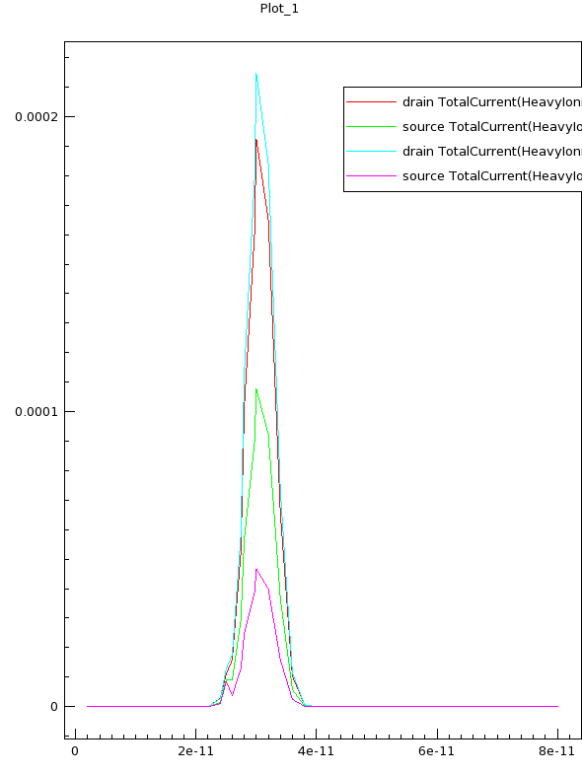 Plot_1
drain TotalCurrent(HeavyIon
source TotalCurrent(HeavyIo
drain TotalCurrent(HeavyIon
source TotalCurrent(HeavyIo
0.0002
0.0001
0
0 2e-11 4e-11 6e-11 8e-11